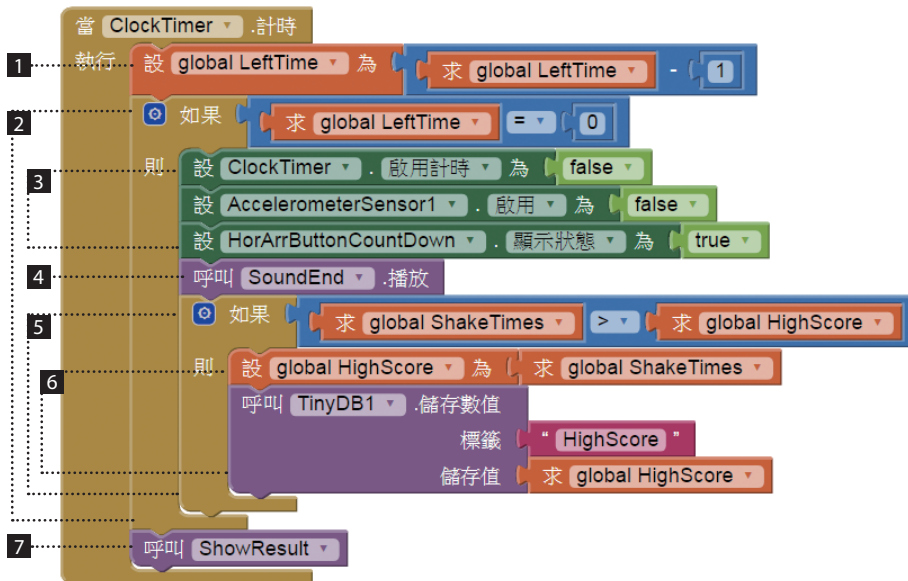 當 ClockTimer .計時
1 執行 設 global LeftTime 為 求 global LeftTime - 1
2 如果 求 global LeftTime = 0
3 則 設 ClockTimer . 啟用計時 為 false
設 AccelerometerSensor1 . 啟用 為 false
設 HorArrButtonCountDown . 顯示狀態 為 true
4 呼叫 SoundEnd .播放
5 如果 求 global ShakeTimes > 求 global HighScore
6 則 設 global HighScore 為 求 global ShakeTimes
呼叫 TinyDB1 .儲存數值
標籤 " HighScore "
儲存值 求 global HighScore
7 呼叫 ShowResult